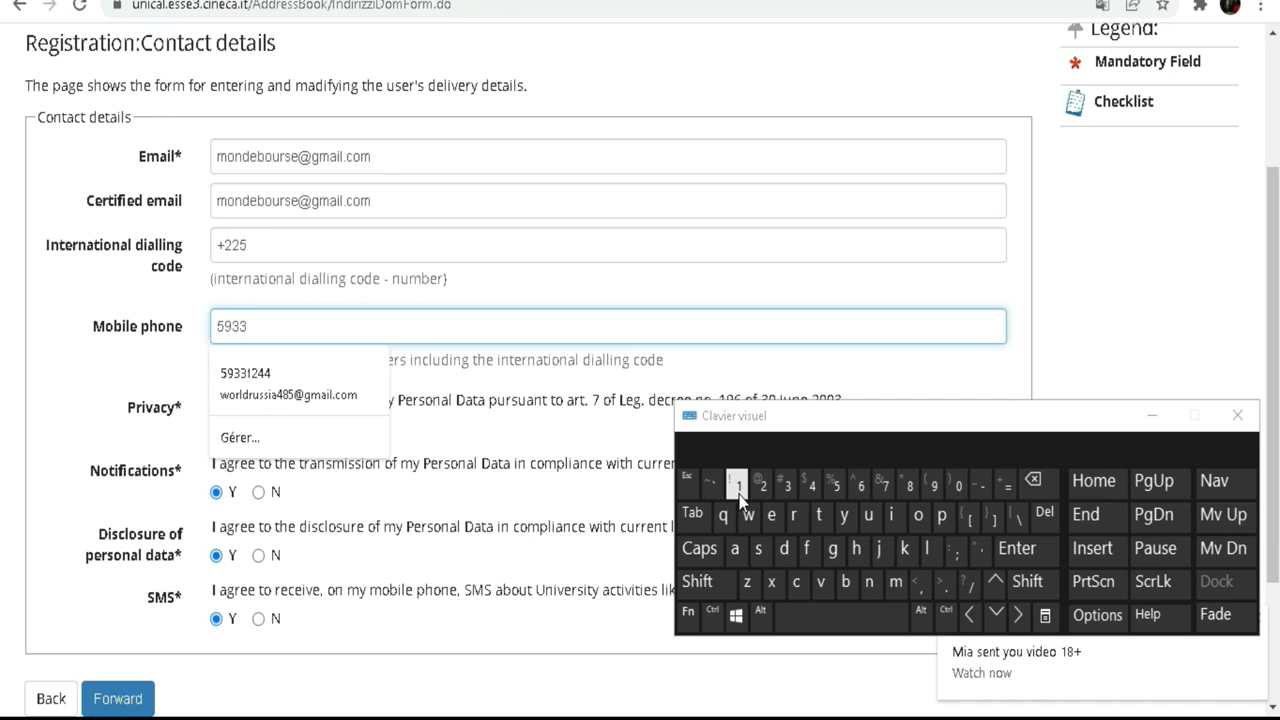 unical.esse3.cineca.it/AddressBook/IndirizziDomForm.do
Registration:Contact details
The page shows the form for entering and madifying the user's delivery details.
Contact details
Email* mondebourse@gmail.com
Certified email mondebourse@gmail.com
International dialling code +225
(international dialling code - number}
Mobile phone 5933
ers including the international dialling code
59331244
worldrussia485@gmail.com
Gérer...
Privacy*
y Personal Data pursuant to art. 7 of Leg. decree no. 196 of 30 June 2003
Notifications*
I agree to the transmission of my Personal Data in compliance with curre
Y N
Disclosure of personal data*
I agree to the disclosure of my Personal Data in compliance with current l
Y N
SMS*
I agree to receive, on my mobile phone, SMS about University activities lik
Y N
Back Forward
Legend:
Mandatory Field
Checklist
Clavier visuel
Esc ~ ` ! 1 @ 2 # 3 $ 4 % 5 ^ 6 & 7 * 8 ( 9 ) 0 _ - + = Home PgUp Nav
Tab q w e r t y u i o p { [ } ] | \ Del End PgDn Mv Up
Caps a s d f g h j k l : ; " ' Enter Insert Pause Mv Dn
Shift z x c v b n m < , > . ? / Shift PrtScn ScrLk Dock
Fn Ctrl Alt Alt Ctrl Options Help Fade
Mia sent you video 18+
Watch now